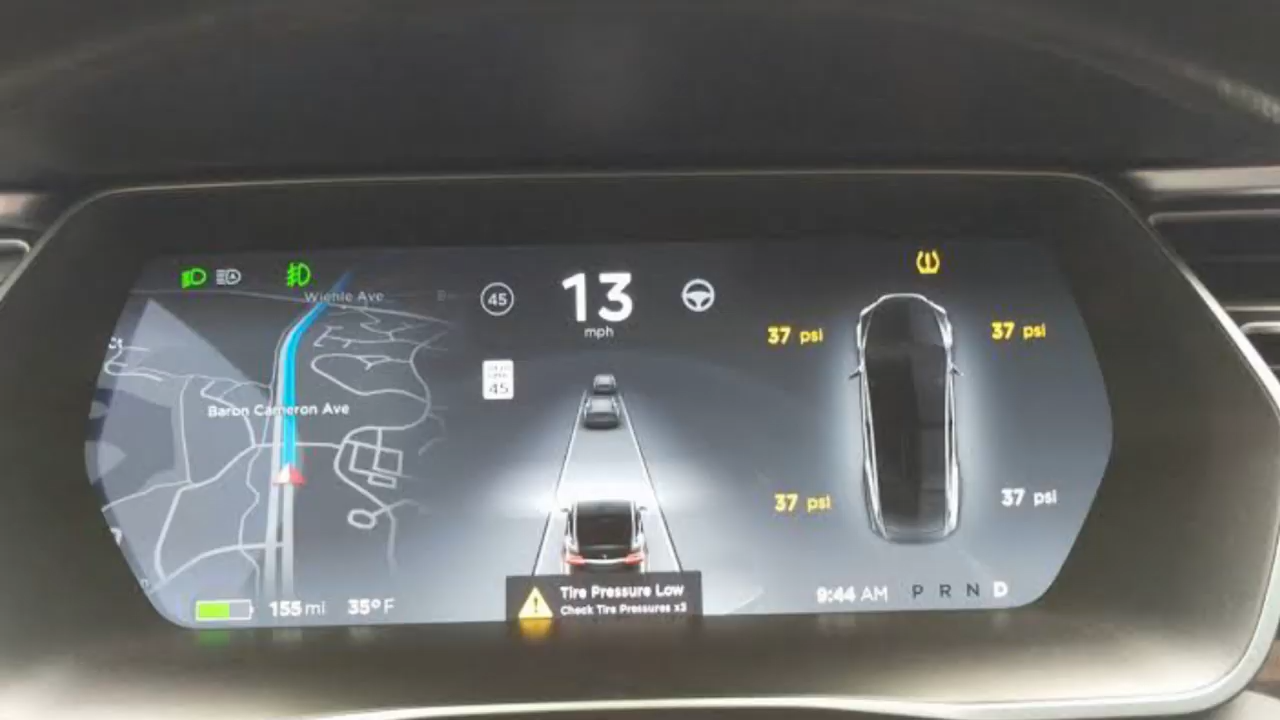 Wiehle Ave
Baron Cameron Ave
155 mi 35° F
45
13
mph
45
Tire Pressure Low
Check Tire Pressures x3
37 psi
37 psi
37 psi
37 psi
9:44 AM P R N D